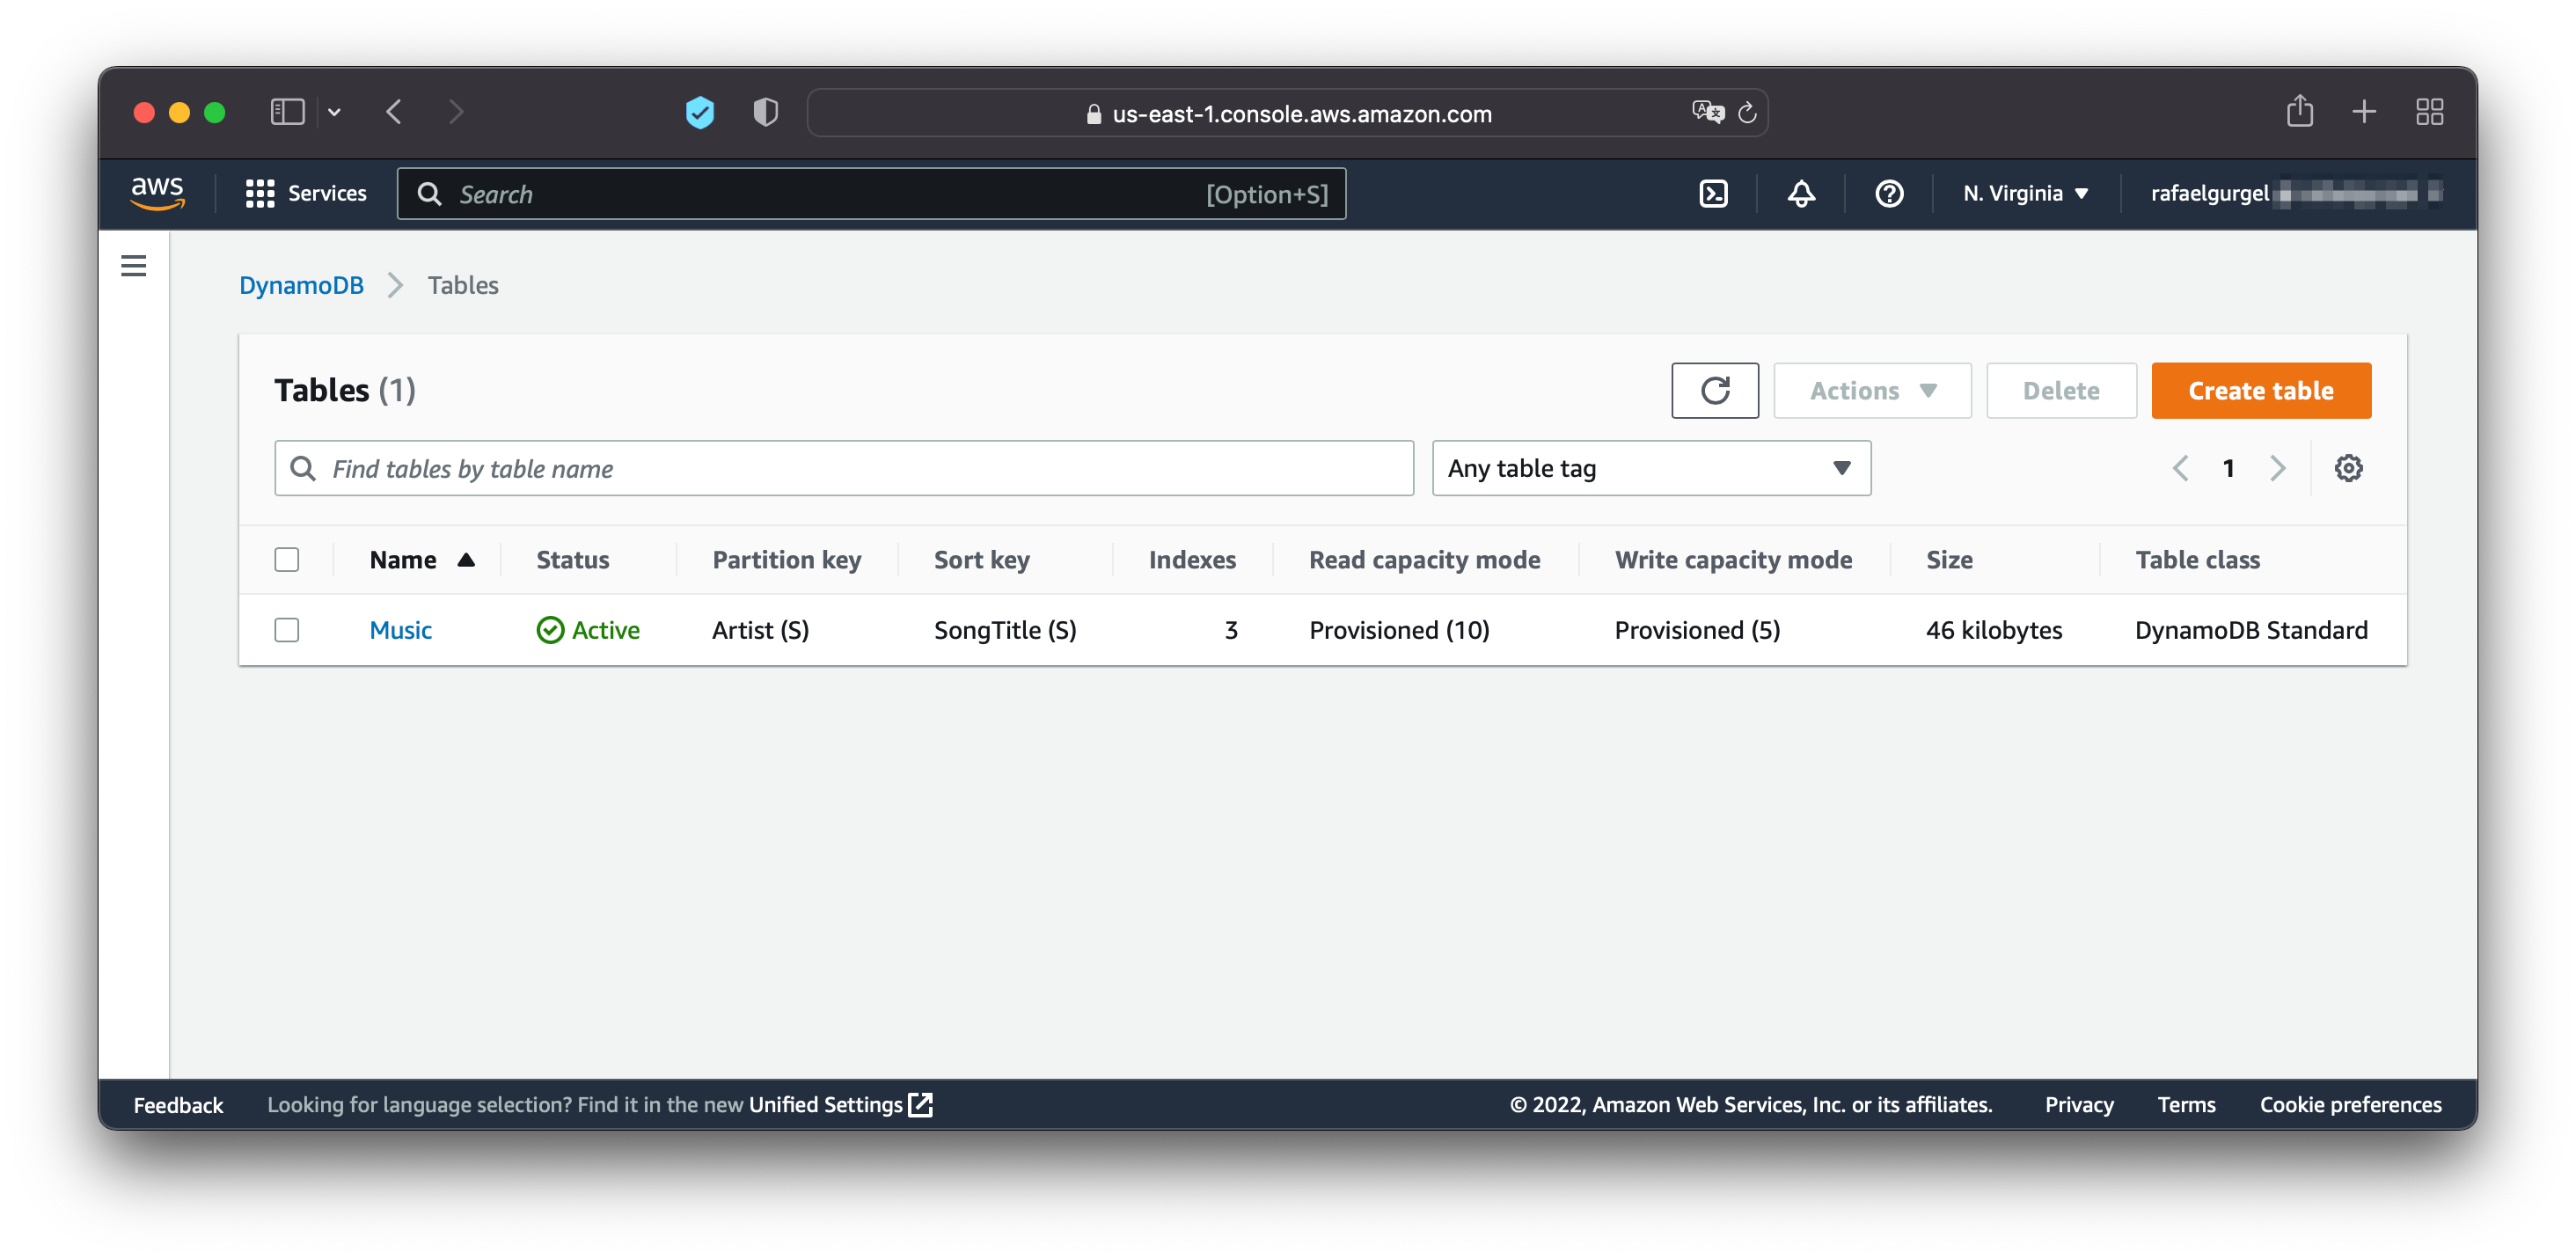 us-east-1.console.aws.amazon.com
aws Services Search [Option+S] N. Virginia ▼ rafaelgurgel
DynamoDB > Tables
Tables (1) Actions ▼ Delete Create table
Find tables by table name Any table tag ▼ < 1 >
Name ▲ Status Partition key Sort key Indexes Read capacity mode Write capacity mode Size Table class
Music Active Artist (S) SongTitle (S) 3 Provisioned (10) Provisioned (5) 46 kilobytes DynamoDB Standard
Feedback Looking for language selection? Find it in the new Unified Settings © 2022, Amazon Web Services, Inc. or its affiliates. Privacy Terms Cookie preferences